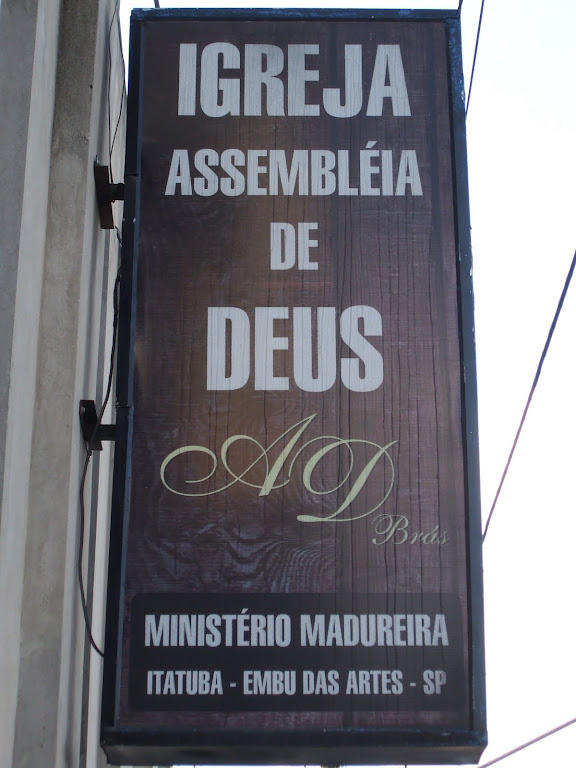 IGREJA
ASSEMBLÉIA
DE
DEUS
AD
Brás
MINISTÉRIO MADUREIRA
ITATUBA - EMBU DAS ARTES - SP